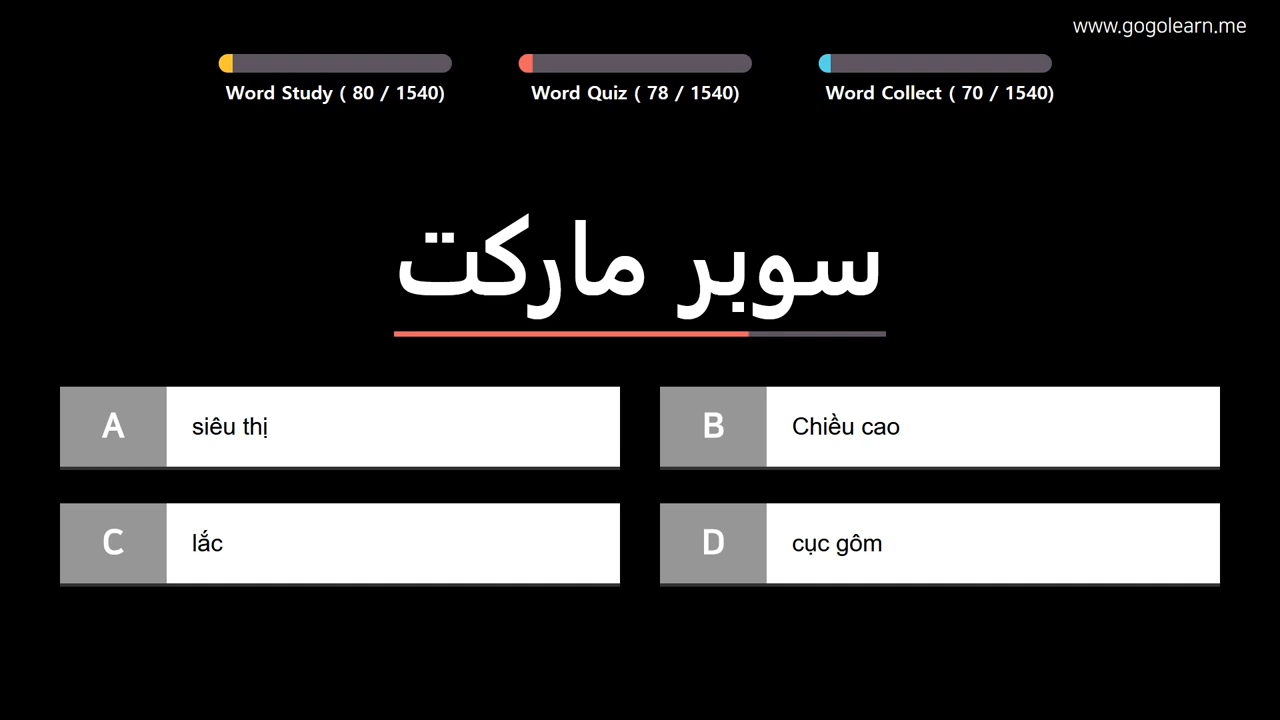 www.gogolearn.me
Word Study ( 80 / 1540)
Word Quiz ( 78 / 1540)
Word Collect ( 70 / 1540)
سوبر ماركت
A siêu thị
B Chiều cao
C lắc
D cục gôm